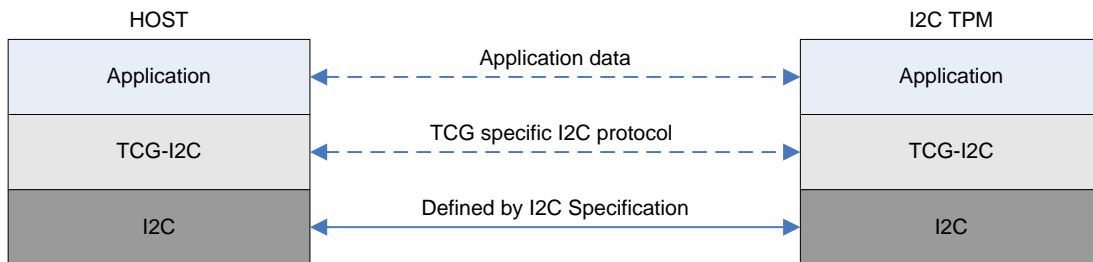 HOST
I2C TPM
Application
Application data
Application
TCG-I2C
TCG specific I2C protocol
TCG-I2C
I2C
Defined by I2C Specification
I2C